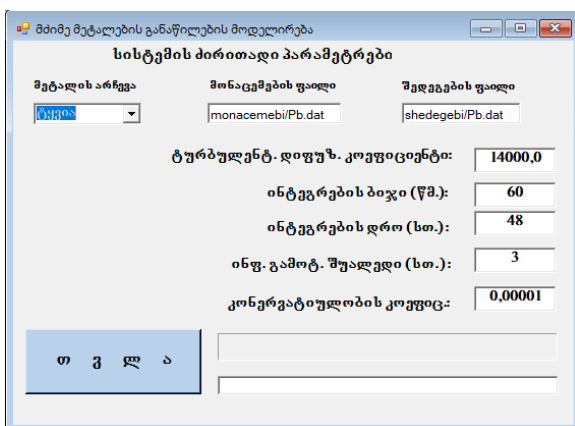 მძიმე მეტალების განაწილების მოდელირება
სისტემის ძირითადი პარამეტრები
მეტალის არჩევა მონაცემების ფაილი შედეგების ფაილი
ტყვია monacemebi/Pb.dat shedegebi/Pb.dat
ტურბულენტ. დიფუზ. კოეფიციენტი: 14000,0
ინტეგრების ბიჯი (წმ.): 60
ინტეგრების დრო (სთ.): 48
ინფ. გამოტ. შუალედი (სთ.): 3
კონერვატიულობის კოეფიც.: 0,00001
თ ვ ლ ა